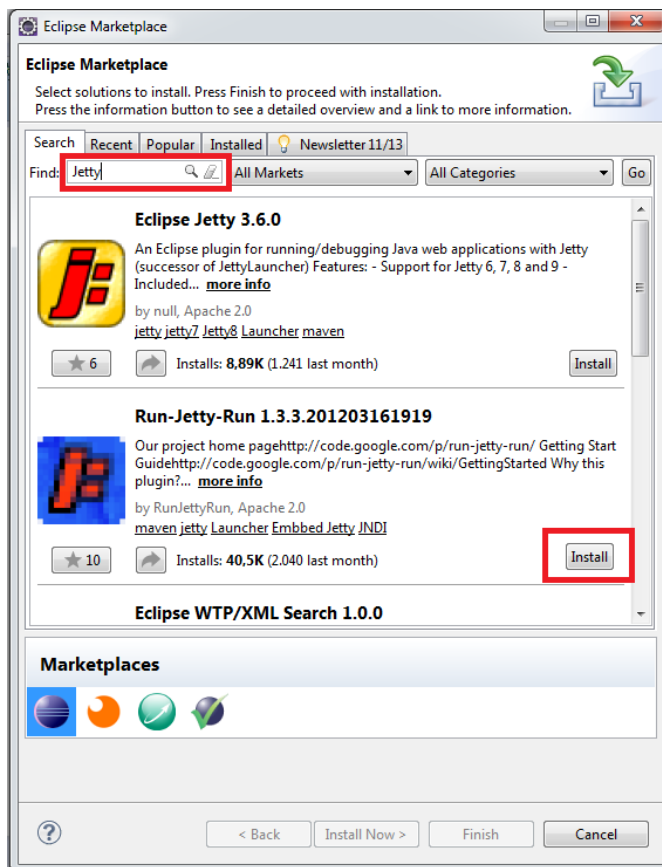 Eclipse Marketplace
Eclipse Marketplace
Select solutions to install. Press Finish to proceed with installation.
Press the information button to see a detailed overview and a link to more information.
Search Recent Popular Installed Newsletter 11/13
Find: Jetty All Markets All Categories Go
Eclipse Jetty 3.6.0
An Eclipse plugin for running/debugging Java web applications with Jetty
(successor of JettyLauncher) Features: - Support for Jetty 6, 7, 8 and 9 -
Included... more info
by null, Apache 2.0
jetty jetty7 Jetty8 Launcher maven
6 Installs: 8,89K (1.241 last month) Install
Run-Jetty-Run 1.3.3.201203161919
Our project home pagehttp://code.google.com/p/run-jetty-run/ Getting Start
Guidehttp://code.google.com/p/run-jetty-run/wiki/GettingStarted Why this
plugin?... more info
by RunJettyRun, Apache 2.0
maven jetty Launcher Embbed Jetty JNDI
10 Installs: 40,5K (2.040 last month) Install
Eclipse WTP/XML Search 1.0.0
Marketplaces
? < Back Install Now > Finish Cancel